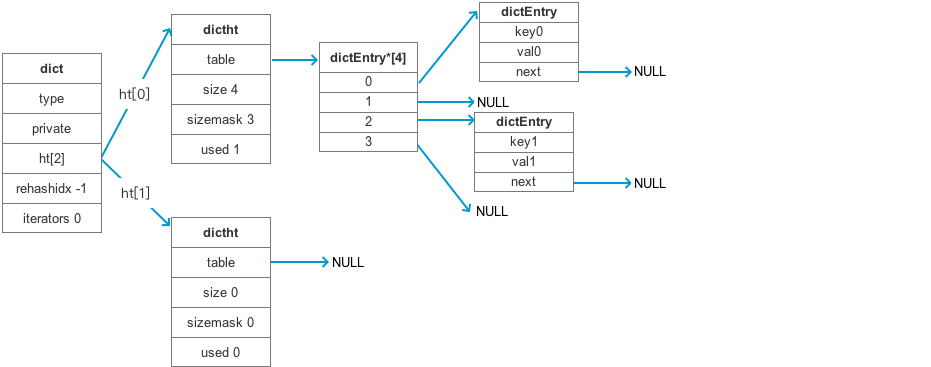 dict
type
private
ht[2]
rehashidx -1
iterators 0
ht[0]
ht[1]
dictht
table
size 4
sizemask 3
used 1
dictEntry*[4]
0
1
2
3
dictEntry
key0
val0
next
NULL
NULL
dictEntry
key1
val1
next
NULL
NULL
dictht
table
size 0
sizemask 0
used 0
NULL